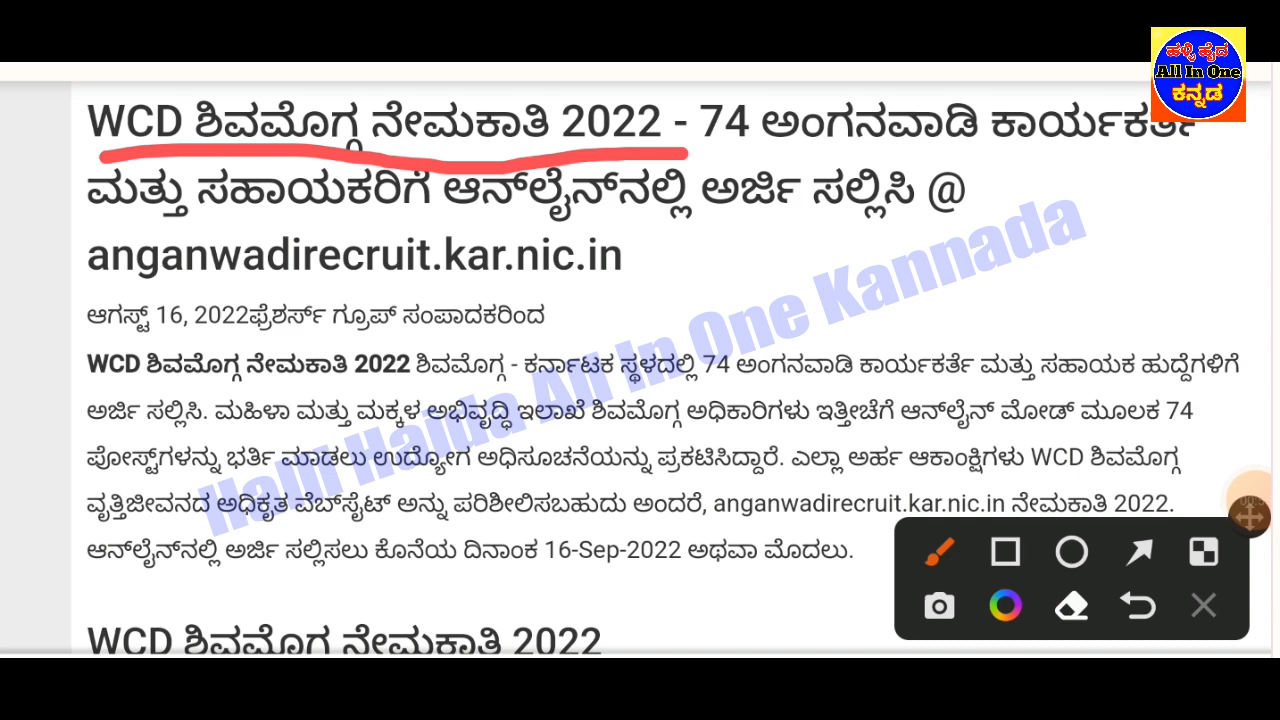 ಹಳ್ಳಿ ಹೈದ
All In One
ಕನ್ನಡ
WCD ಶಿವಮೊಗ್ಗ ನೇಮಕಾತಿ 2022 - 74 ಅಂಗನವಾಡಿ ಕಾರ್ಯಕರ್ತೆ
ಮತ್ತು ಸಹಾಯಕರಿಗೆ ಆನ್‌ಲೈನ್‌ನಲ್ಲಿ ಅರ್ಜಿ ಸಲ್ಲಿಸಿ @
anganwadirecruit.kar.nic.in
ಆಗಸ್ಟ್ 16, 2022ಫ್ರೆಶರ್ಸ್ ಗ್ರೂಪ್ ಸಂಪಾದಕರಿಂದ
WCD ಶಿವಮೊಗ್ಗ ನೇಮಕಾತಿ 2022 ಶಿವಮೊಗ್ಗ - ಕರ್ನಾಟಕ ಸ್ಥಳದಲ್ಲಿ 74 ಅಂಗನವಾಡಿ ಕಾರ್ಯಕರ್ತೆ ಮತ್ತು ಸಹಾಯಕ ಹುದ್ದೆಗಳಿಗೆ
ಅರ್ಜಿ ಸಲ್ಲಿಸಿ. ಮಹಿಳಾ ಮತ್ತು ಮಕ್ಕಳ ಅಭಿವೃದ್ಧಿ ಇಲಾಖೆ ಶಿವಮೊಗ್ಗ ಅಧಿಕಾರಿಗಳು ಇತ್ತೀಚೆಗೆ ಆನ್‌ಲೈನ್ ಮೋಡ್ ಮೂಲಕ 74
ಪೋಸ್ಟ್‌ಗಳನ್ನು ಭರ್ತಿ ಮಾಡಲು ಉದ್ಯೋಗ ಅಧಿಸೂಚನೆಯನ್ನು ಪ್ರಕಟಿಸಿದ್ದಾರೆ. ಎಲ್ಲಾ ಅರ್ಹ ಆಕಾಂಕ್ಷಿಗಳು WCD ಶಿವಮೊಗ್ಗ
ವೃತ್ತಿಜೀವನದ ಅಧಿಕೃತ ವೆಬ್‌ಸೈಟ್ ಅನ್ನು ಪರಿಶೀಲಿಸಬಹುದು ಅಂದರೆ, anganwadirecruit.kar.nic.in ನೇಮಕಾತಿ 2022.
ಆನ್‌ಲೈನ್‌ನಲ್ಲಿ ಅರ್ಜಿ ಸಲ್ಲಿಸಲು ಕೊನೆಯ ದಿನಾಂಕ 16-Sep-2022 ಅಥವಾ ಮೊದಲು.
WCD ಶಿವಮೊಗ್ಗ ನೇಮಕಾತಿ 2022
Halli Haida All In One Kannada